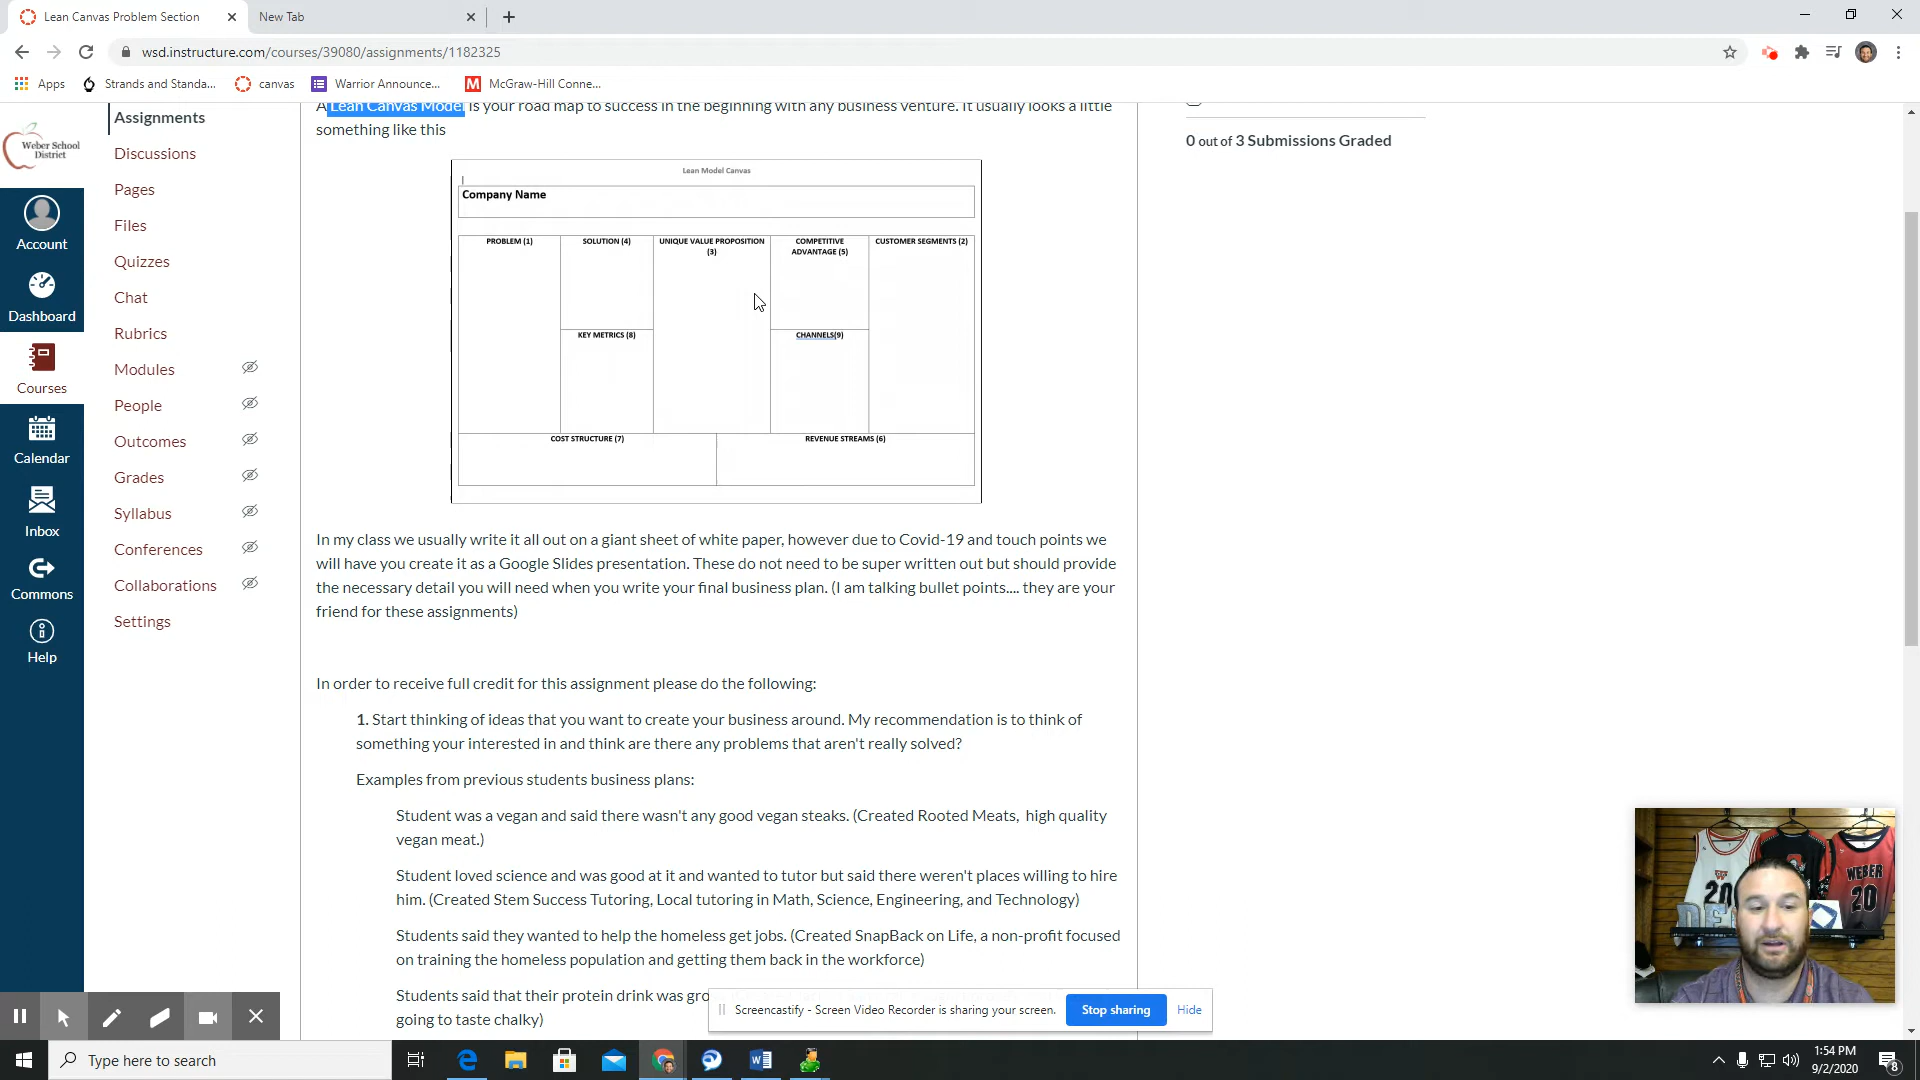 Lean Canvas Problem Section
New Tab
wsd.instructure.com/courses/39080/assignments/1182325
Apps
Strands and Standa...
canvas
Warrior Announce...
McGraw-Hill Conne...
Weber School
District
Account
Dashboard
Courses
Calendar
Inbox
Commons
Help
Assignments
Discussions
Pages
Files
Quizzes
Chat
Rubrics
Modules
People
Outcomes
Grades
Syllabus
Conferences
Collaborations
Settings
A Lean Canvas Model is your road map to success in the beginning with any business venture. It usually looks a little
something like this
Lean Model Canvas
Company Name
PROBLEM (1)
SOLUTION (4)
UNIQUE VALUE PROPOSITION
(3)
COMPETITIVE
ADVANTAGE (5)
CUSTOMER SEGMENTS (2)
KEY METRICS (8)
CHANNELS(9)
COST STRUCTURE (7)
REVENUE STREAMS (6)
In my class we usually write it all out on a giant sheet of white paper, however due to Covid-19 and touch points we
will have you create it as a Google Slides presentation. These do not need to be super written out but should provide
the necessary detail you will need when you write your final business plan. (I am talking bullet points.... they are your
friend for these assignments)
In order to receive full credit for this assignment please do the following:
1. Start thinking of ideas that you want to create your business around. My recommendation is to think of
something your interested in and think are there any problems that aren't really solved?
Examples from previous students business plans:
Student was a vegan and said there wasn't any good vegan steaks. (Created Rooted Meats, high quality
vegan meat.)
Student loved science and was good at it and wanted to tutor but said there weren't places willing to hire
him. (Created Stem Success Tutoring, Local tutoring in Math, Science, Engineering, and Technology)
Students said they wanted to help the homeless get jobs. (Created SnapBack on Life, a non-profit focused
on training the homeless population and getting them back in the workforce)
Students said that their protein drink was gro
going to taste chalky)
0 out of 3 Submissions Graded
WEBER
20
20
Screencastify - Screen Video Recorder is sharing your screen.
Stop sharing
Hide
Type here to search
1:54 PM
9/2/2020
8